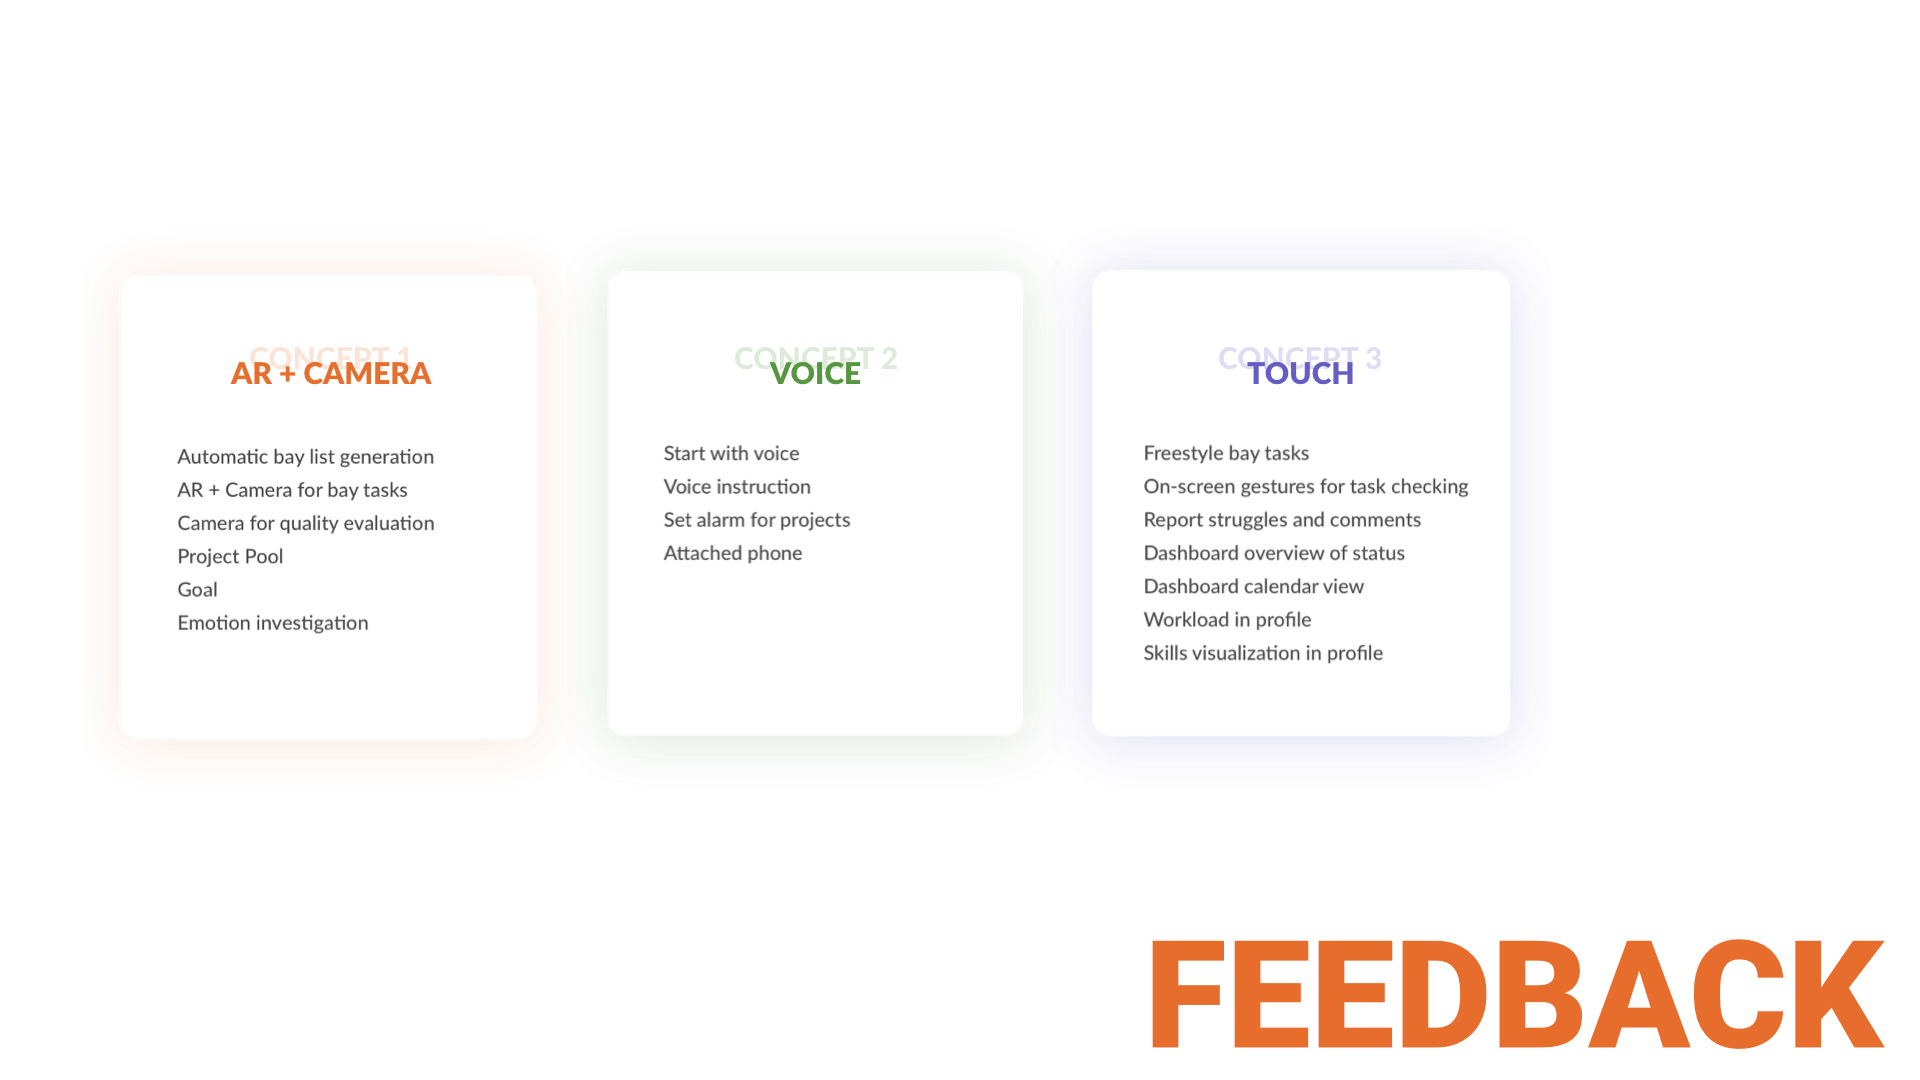 CONCEPT 1
AR + CAMERA
Automatic bay list generation
AR + Camera for bay tasks
Camera for quality evaluation
Project Pool
Goal
Emotion investigation
CONCEPT 2
VOICE
Start with voice
Voice instruction
Set alarm for projects
Attached phone
CONCEPT 3
TOUCH
Freestyle bay tasks
On-screen gestures for task checking
Report struggles and comments
Dashboard overview of status
Dashboard calendar view
Workload in profile
Skills visualization in profile
FEEDBACK